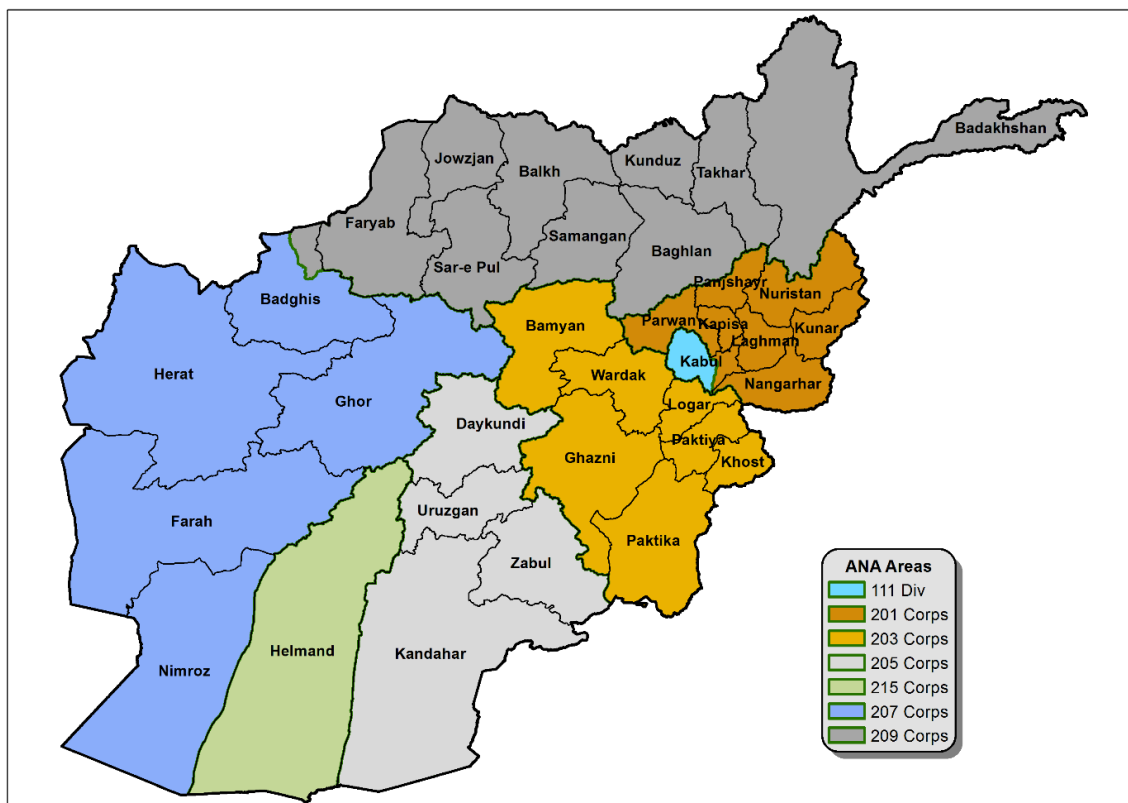 Badakhshan
Jowzjan
Balkh
Kunduz
Takhar
Faryab
Samangan
Baghlan
Sar-e Pul
Panjshayr
Nuristan
Badghis
Bamyan
Parwan
Kapisa
Kunar
Laghman
Herat
Kabul
Wardak
Nangarhar
Ghor
Logar
Daykundi
Paktiya
Ghazni
Khost
Uruzgan
Farah
Paktika
Zabul
Helmand
Kandahar
Nimroz
ANA Areas
111 Div
201 Corps
203 Corps
205 Corps
215 Corps
207 Corps
209 Corps